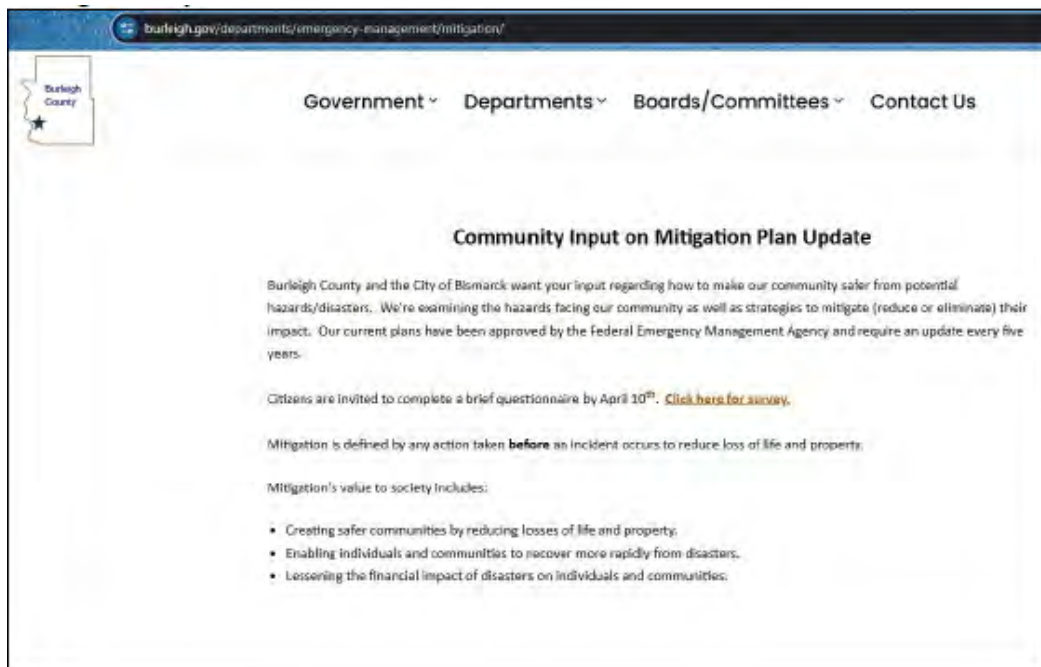 burleigh.gov/departments/emergency-management/mitigation/
Burleigh
County
Government Departments Boards/Committees Contact Us
Community Input on Mitigation Plan Update
Burleigh County and the City of Bismarck want your input regarding how to make our community safer from potential
hazards/disasters. We're examining the hazards facing our community as well as strategies to mitigate (reduce or eliminate) their
impact. Our current plans have been approved by the Federal Emergency Management Agency and require an update every five
years.
Citizens are invited to complete a brief questionnaire by April 10th. Click here for survey.
Mitigation is defined by any action taken before an incident occurs to reduce loss of life and property.
Mitigation's value to society includes:
• Creating safer communities by reducing losses of life and property.
• Enabling individuals and communities to recover more rapidly from disasters.
• Lessening the financial impact of disasters on individuals and communities.